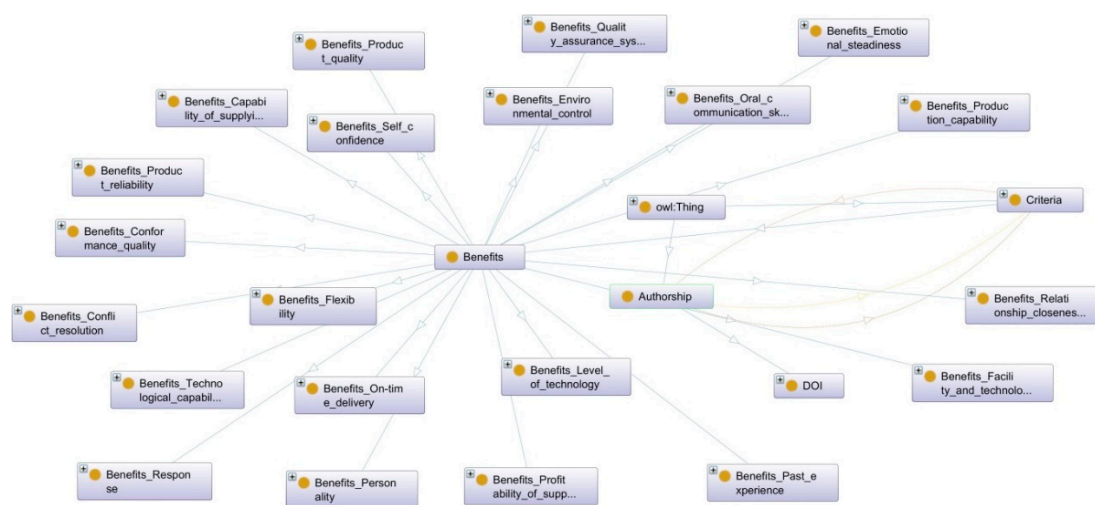 Benefits_Qualit
y_assurance_sys...
Benefits_Emotio
nal_steadiness
Benefits_Produc
t_quality
Benefits_Capabi
lity_of_supplyi...
Benefits_Enviro
nmental_control
Benefits_Oral_c
ommunication_sk...
Benefits_Produc
tion_capability
Benefits_Self_c
onfidence
Benefits_Produc
t_reliability
owl:Thing
Criteria
Benefits_Confor
mance_quality
Benefits
Authorship
Benefits_Flexib
ility
Benefits_Relati
onship_closenes...
Benefits_Confli
ct_resolution
Benefits_Techno
logical_capabil...
Benefits_On-tim
e_delivery
Benefits_Level_
of_technology
DOI
Benefits_Facili
ty_and_technolo...
Benefits_Respon
se
Benefits_Person
ality
Benefits_Profit
ability_of_supp...
Benefits_Past_e
xperience